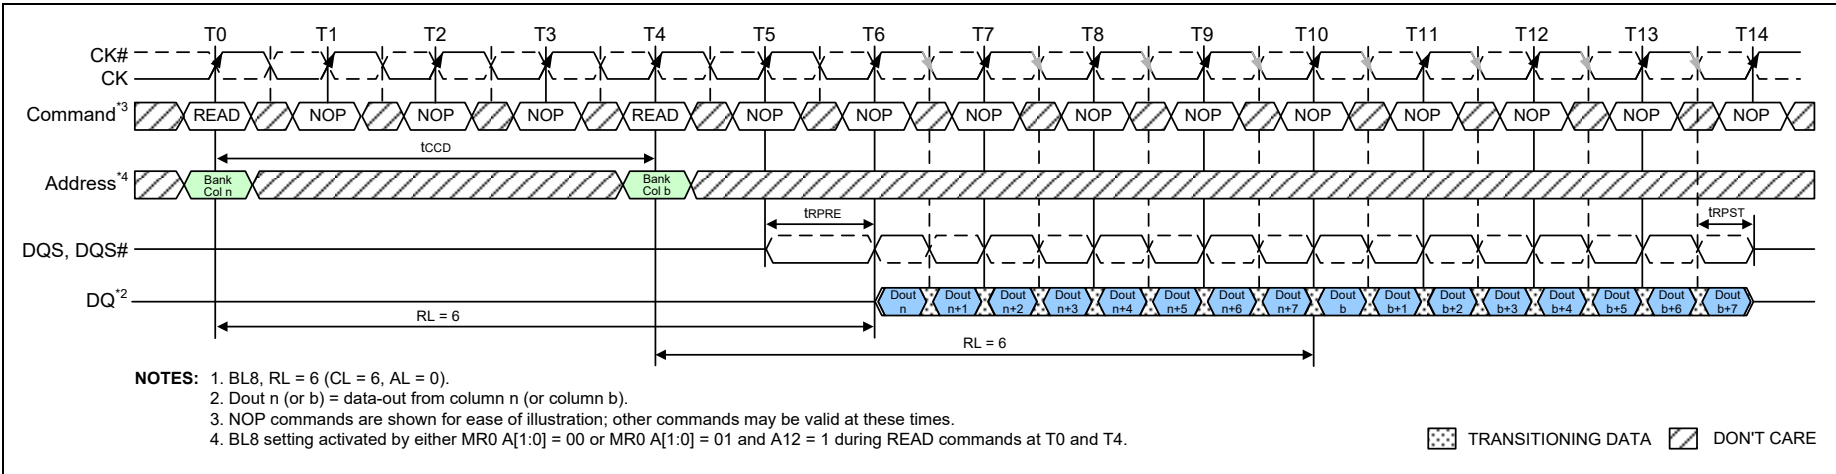 T0 T1 T2 T3 T4 T5 T6 T7 T8 T9 T10 T11 T12 T13 T14
CK#
CK
Command*3 READ NOP NOP NOP READ NOP NOP NOP NOP NOP NOP NOP NOP NOP NOP
tCCD
Address*4 Bank Col n Bank Col b
tRPRE tRPST
DQS, DQS#
DQ*2 Dout n Dout n+1 Dout n+2 Dout n+3 Dout n+4 Dout n+5 Dout n+6 Dout n+7 Dout b Dout b+1 Dout b+2 Dout b+3 Dout b+4 Dout b+5 Dout b+6 Dout b+7
RL = 6
RL = 6
NOTES: 1. BL8, RL = 6 (CL = 6, AL = 0).
2. Dout n (or b) = data-out from column n (or column b).
3. NOP commands are shown for ease of illustration; other commands may be valid at these times.
4. BL8 setting activated by either MR0 A[1:0] = 00 or MR0 A[1:0] = 01 and A12 = 1 during READ commands at T0 and T4.
TRANSITIONING DATA DON'T CARE